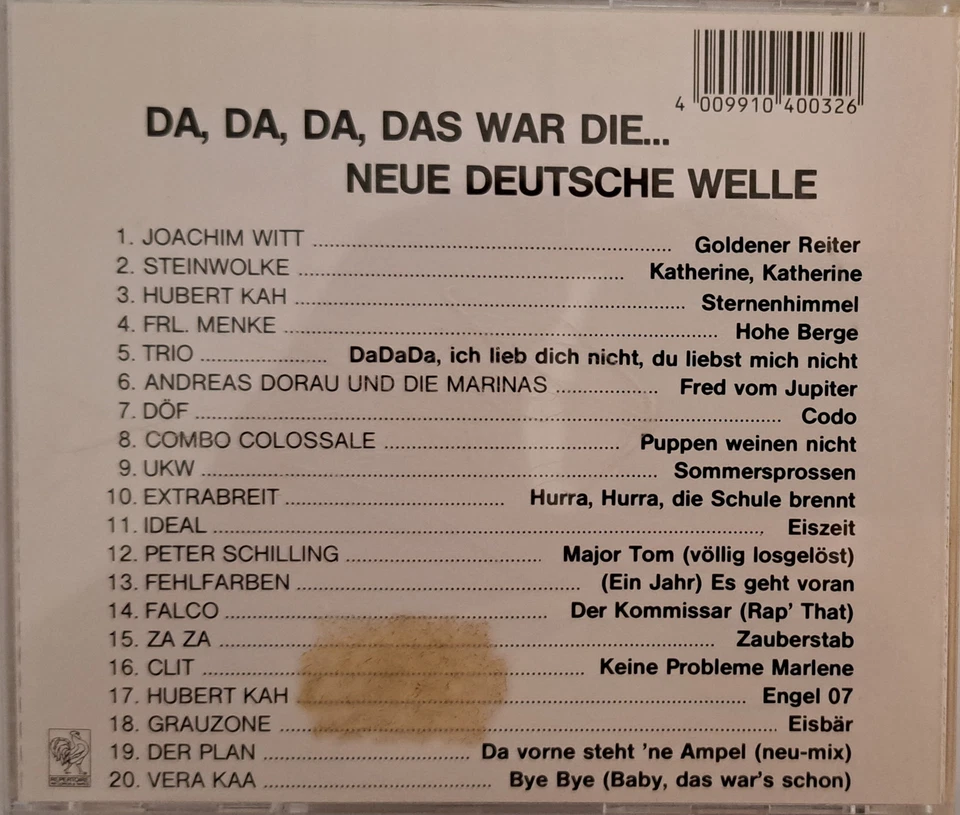 4 009910 400326
DA, DA, DA, DAS WAR DIE...
NEUE DEUTSCHE WELLE
1. JOACHIM WITT ........................ Goldener Reiter
2. STEINWOLKE ........................ Katherine, Katherine
3. HUBERT KAH ........................ Sternenhimmel
4. FRL. MENKE ........................ Hohe Berge
5. TRIO ........................ DaDaDa, ich lieb dich nicht, du liebst mich nicht
6. ANDREAS DORAU UND DIE MARINAS ........................ Fred vom Jupiter
7. DÖF ........................ Codo
8. COMBO COLOSSALE ........................ Puppen weinen nicht
9. UKW ........................ Sommersprossen
10. EXTRABREIT ........................ Hurra, Hurra, die Schule brennt
11. IDEAL ........................ Eiszeit
12. PETER SCHILLING ........................ Major Tom (völlig losgelöst)
13. FEHLFARBEN ........................ (Ein Jahr) Es geht voran
14. FALCO ........................ Der Kommissar (Rap' That)
15. ZA ZA ........................ Zauberstab
16. CLIT ........................ Keine Probleme Marlene
17. HUBERT KAH ........................ Engel 07
18. GRAUZONE ........................ Eisbär
19. DER PLAN ........................ Da vorne steht 'ne Ampel (neu-mix)
20. VERA KAA ........................ Bye Bye (Baby, das war's schon)
REPERTOIRE